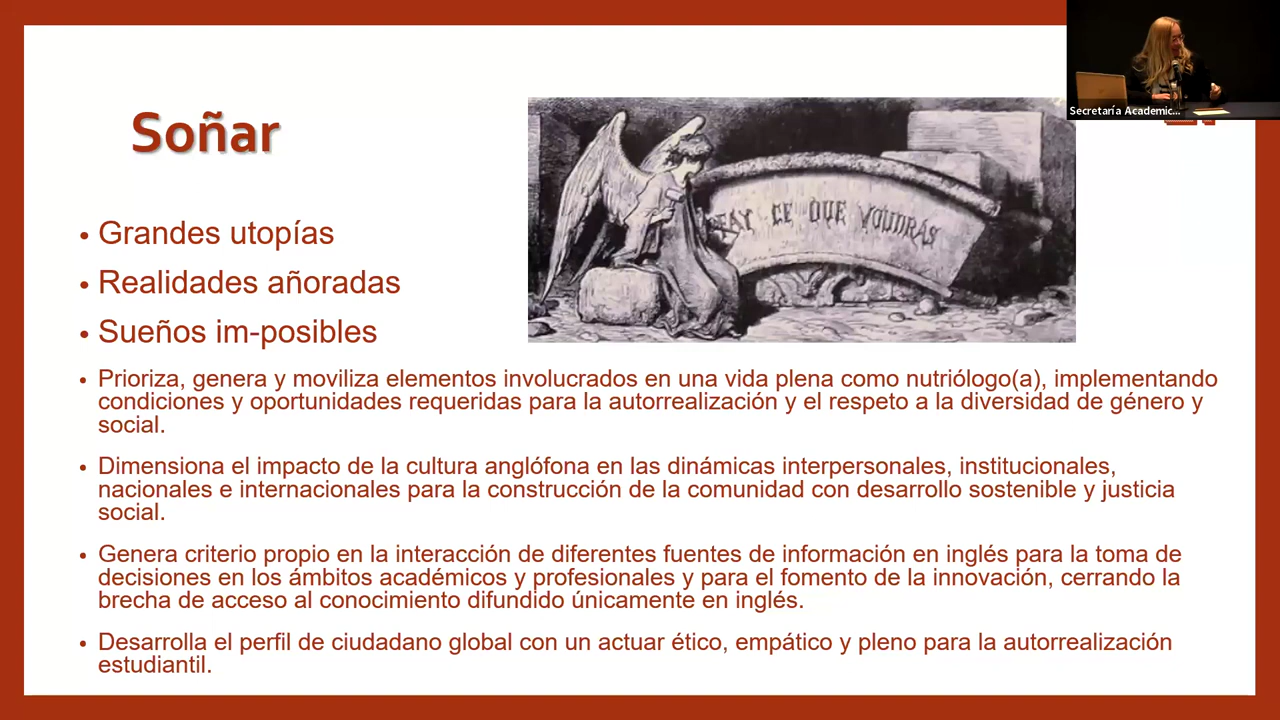 Soñar
FAY CE QUE VOUDRAS
Secretaría Academic...
• Grandes utopías
• Realidades añoradas
• Sueños im-posibles
• Prioriza, genera y moviliza elementos involucrados en una vida plena como nutriólogo(a), implementando
condiciones y oportunidades requeridas para la autorrealización y el respeto a la diversidad de género y
social.
• Dimensiona el impacto de la cultura anglófona en las dinámicas interpersonales, institucionales,
nacionales e internacionales para la construcción de la comunidad con desarrollo sostenible y justicia
social.
• Genera criterio propio en la interacción de diferentes fuentes de información en inglés para la toma de
decisiones en los ámbitos académicos y profesionales y para el fomento de la innovación, cerrando la
brecha de acceso al conocimiento difundido únicamente en inglés.
• Desarrolla el perfil de ciudadano global con un actuar ético, empático y pleno para la autorrealización
estudiantil.